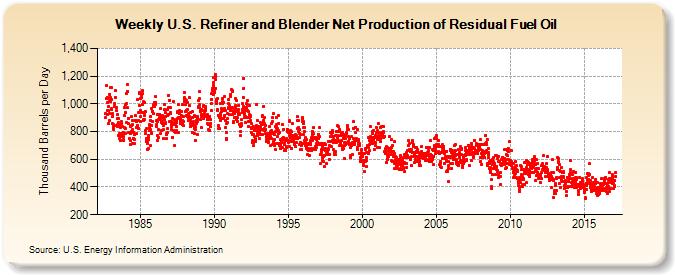 Weekly U.S. Refiner and Blender Net Production of Residual Fuel Oil
Thousand Barrels per Day
1,400
1,200
1,000
800
600
400
200
1985 1990 1995 2000 2005 2010 2015
Source: U.S. Energy Information Administration